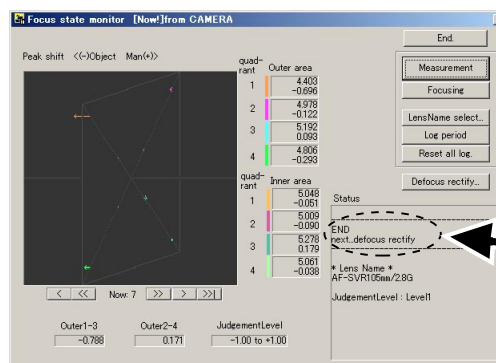 Focus state monitor [Now!]from CAMERA
End.
Peak shift <(-)Object Man(+)>
quad-
rant
Outer area
1
4.403
-0.696
2
4.978
-0.122
3
5.192
0.093
4
4.806
-0.293
quad-
rant
Inner area
1
5.048
-0.051
2
5.009
-0.090
3
5.278
0.179
4
5.061
-0.038
Measurement
Focusing
LensName select..
Log period
Reset all log.
Defocus rectify..
Status
END
next..defocus rectify
* Lens Name *
AF-SVR105mm/2.8G
JudgementLevel : Level1
<
<<
Now: 7
>>
>
>>|
Outer1-3
-0.788
Outer2-4
0.171
JudgementLevel
-1.00 to +1.00